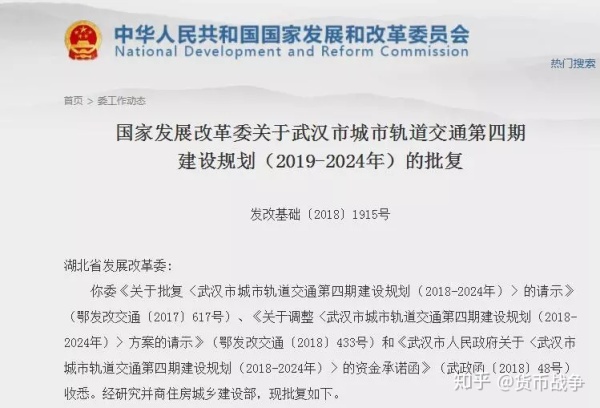 中华人民共和国国家发展和改革委员会
National Development and Reform Commission
热门搜索
首页 > 委工作动态
国家发展改革委关于武汉市城市轨道交通第四期
建设规划（2019-2024年）的批复
发改基础〔2018〕1915号
湖北省发展改革委：
你委《关于批复〈武汉市城市轨道交通第四期建设规划（2018-2024年）〉的请示》
（鄂发改交通〔2017〕617号）、《关于调整〈武汉市城市轨道交通第四期建设规划（2018-
2024年）〉方案的请示》（鄂发改交通〔2018〕433号）和《武汉市人民政府关于〈武汉市
城市轨道交通第四期建设规划（2018-2024年）〉的资金承诺函》（武政函〔2018〕48号）
收悉。经研究并商住房城乡建设部，现批复如下。
知乎 @货币战争